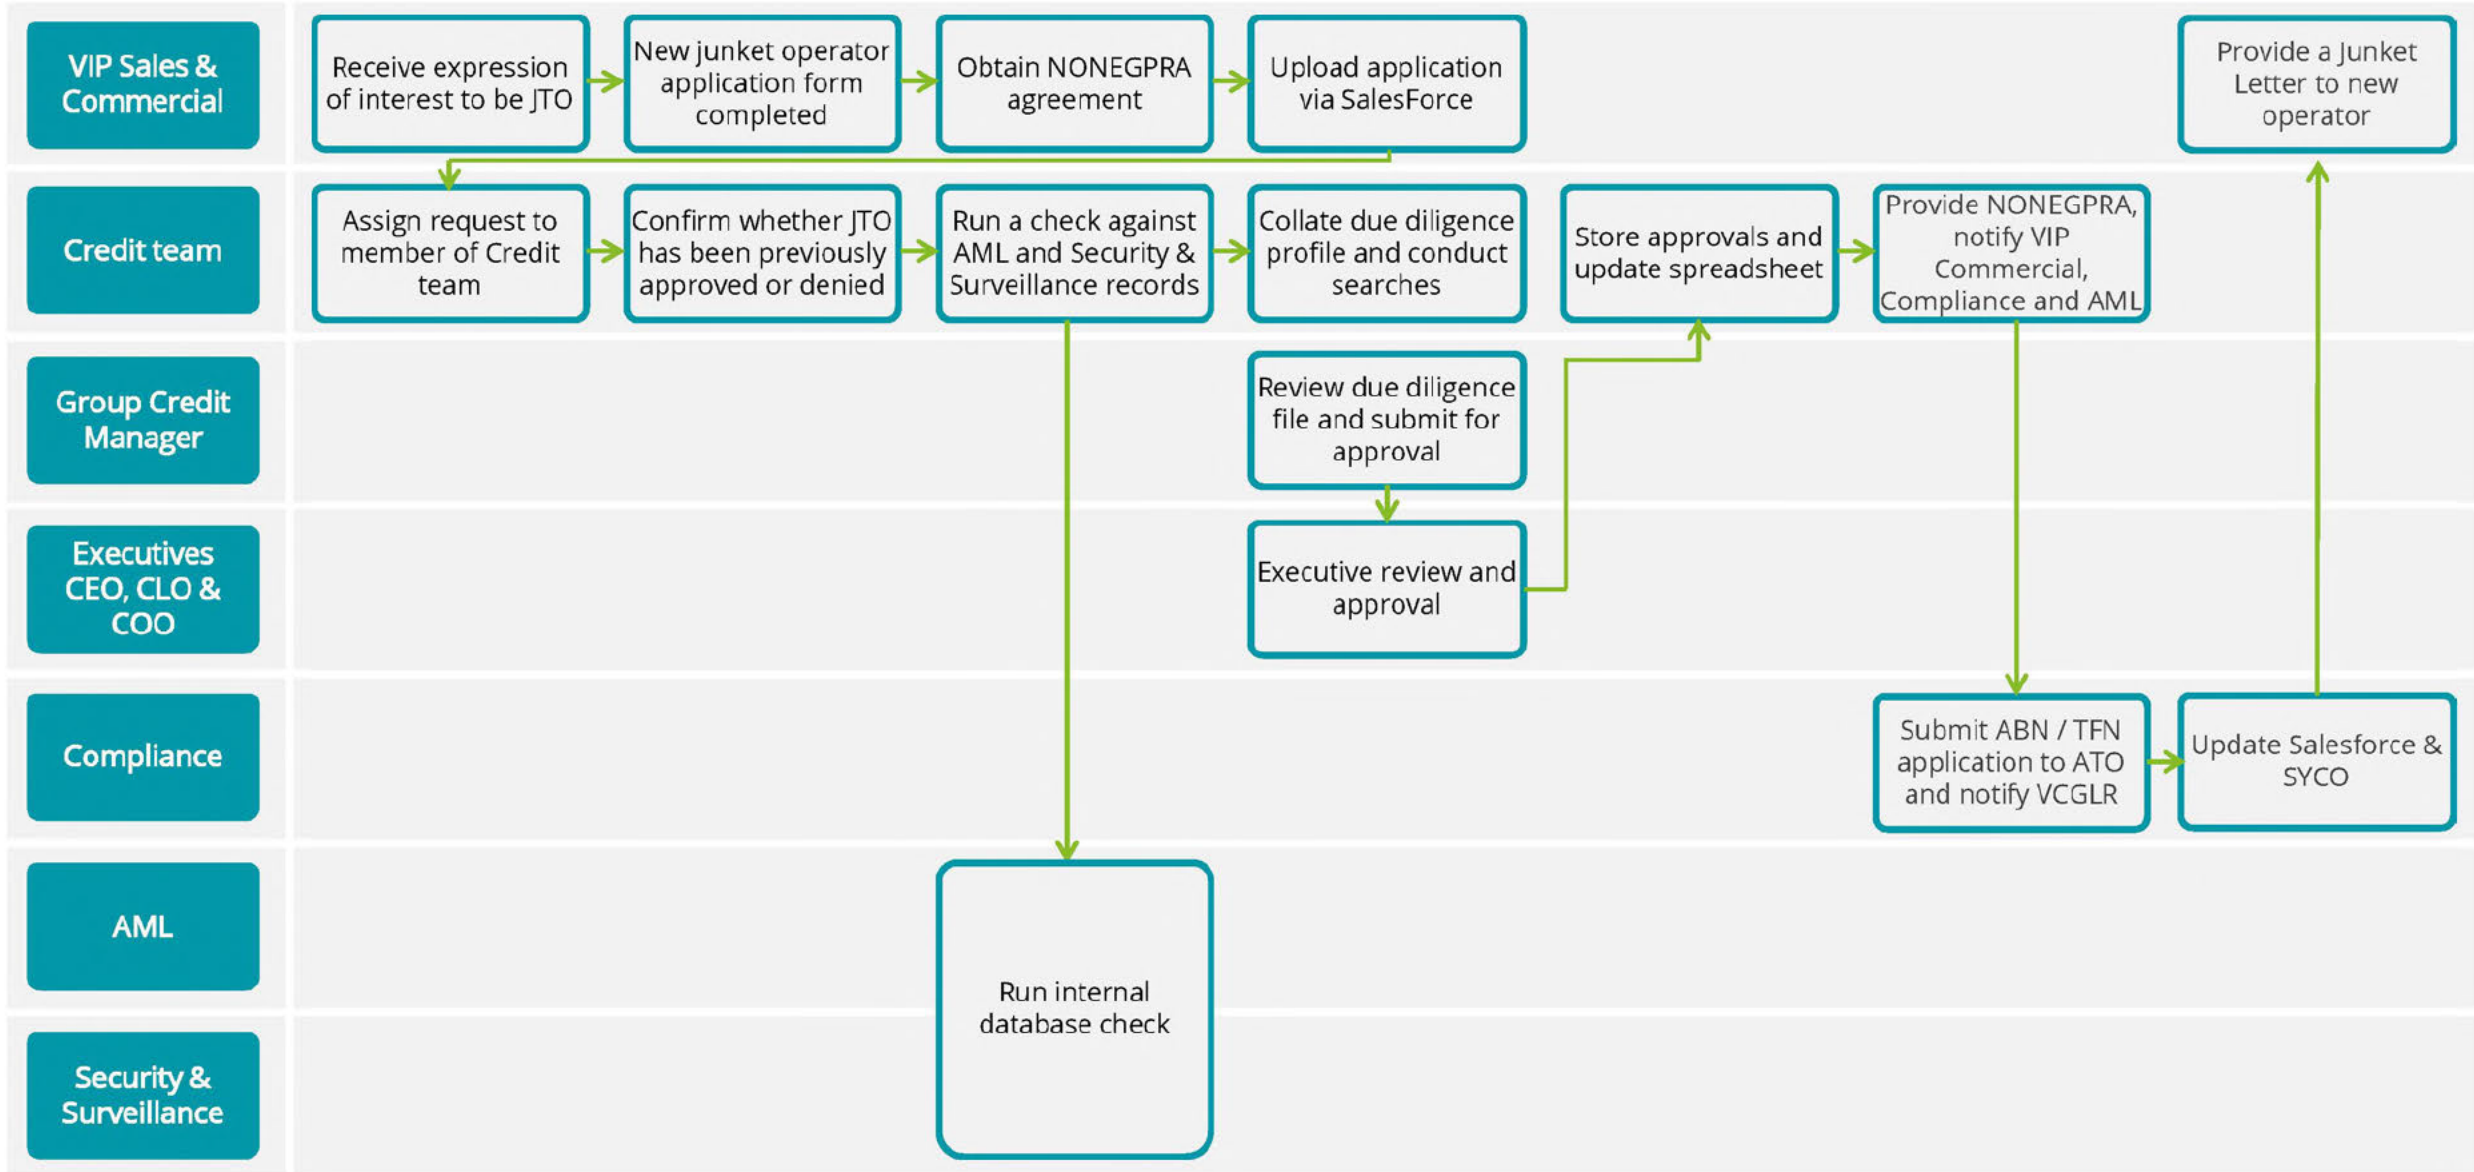 VIP Sales &
Commercial
Receive expression
of interest to be JTO
New junket operator
application form
completed
Obtain NONEGPRA
agreement
Upload application
via SalesForce
Provide a Junket
Letter to new
operator
Credit team
Assign request to
member of Credit
team
Confirm whether JTO
has been previously
approved or denied
Run a check against
AML and Security &
Surveillance records
Collate due diligence
profile and conduct
searches
Store approvals and
update spreadsheet
Provide NONEGPRA,
notify VIP
Commercial,
Compliance and AML
Group Credit
Manager
Review due diligence
file and submit for
approval
Executives
CEO, CLO &
COO
Executive review and
approval
Compliance
Submit ABN / TFN
application to ATO
and notify VCGLR
Update Salesforce &
SYCO
AML
Run internal
database check
Security &
Surveillance